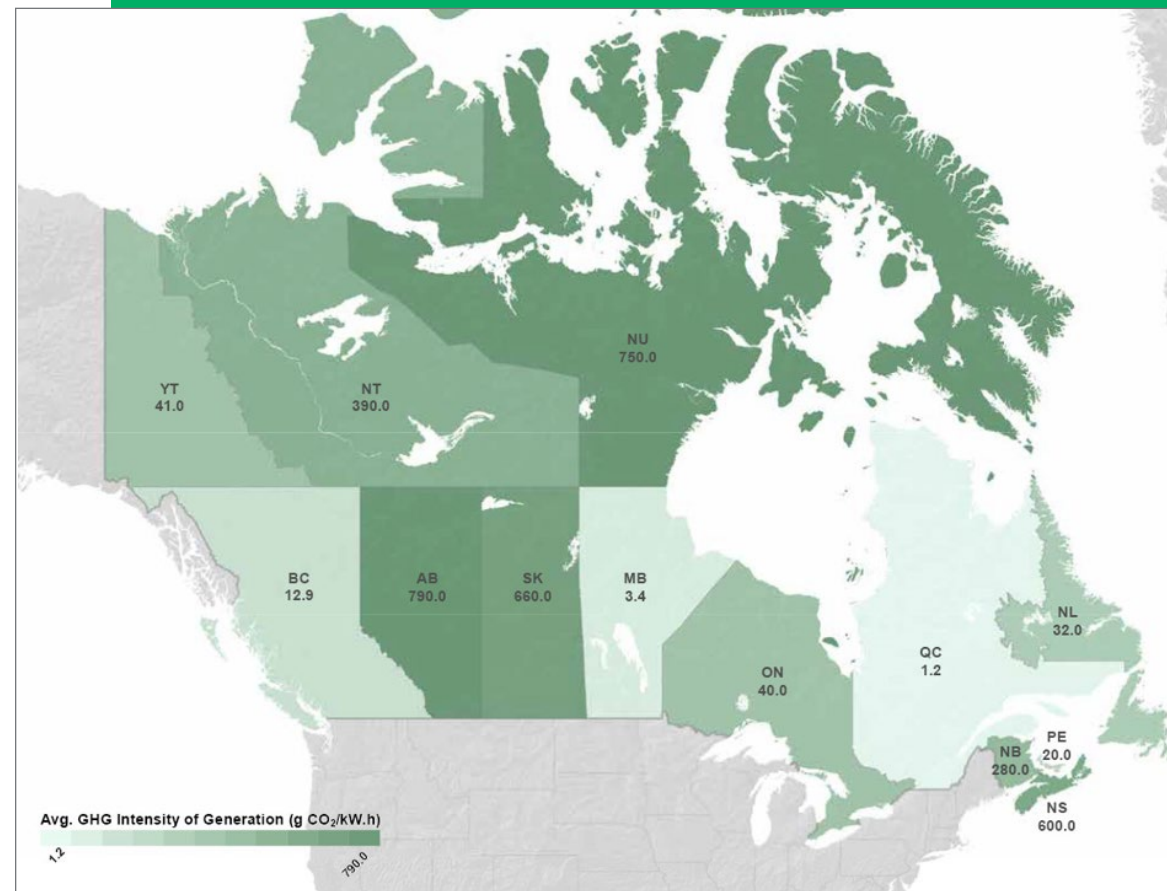 NU
750.0
YT
41.0
NT
390.0
BC
12.9
AB
790.0
SK
660.0
MB
3.4
NL
32.0
QC
1.2
ON
40.0
PE
20.0
NB
280.0
NS
600.0
Avg. GHG Intensity of Generation (g CO₂/kW.h)
1.2
790.0